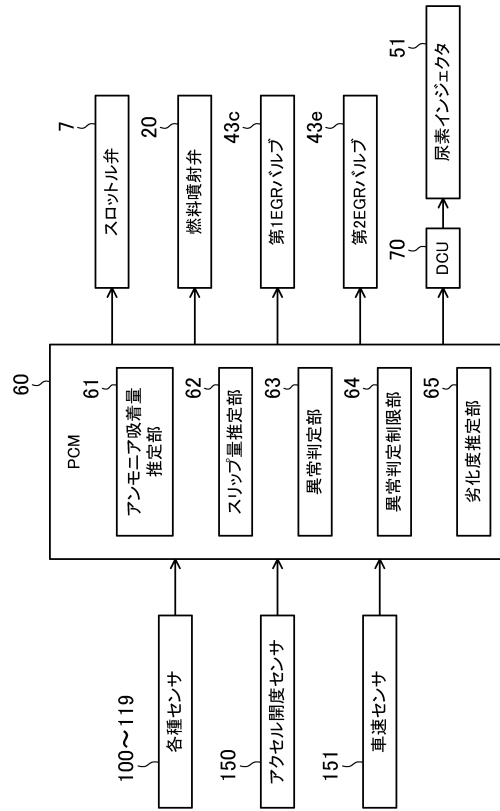 100～119
各種センサ
150
アクセル開度センサ
151
車速センサ
60
PCM
61
アンモニア吸着量
推定部
62
スリップ量推定部
63
異常判定部
64
異常判定制限部
65
劣化度推定部
7
スロットル弁
20
燃料噴射弁
43c
第1EGRバルブ
43e
第2EGRバルブ
70
DCU
51
尿素インジェクタ